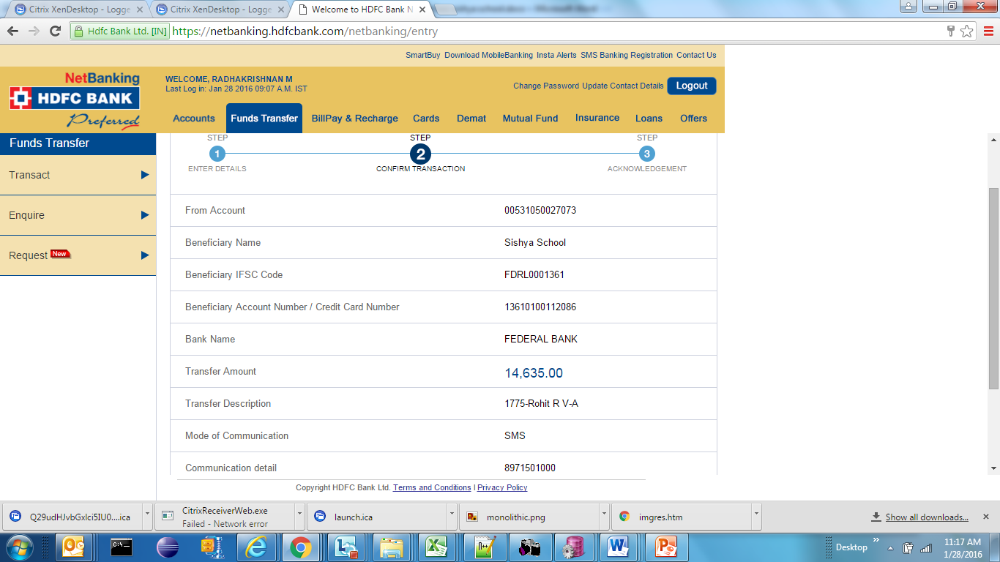 Citrix XenDesktop - Logge
Citrix XenDesktop - Logge
Welcome to HDFC Bank N
Hdfc Bank Ltd. [IN] https://netbanking.hdfcbank.com/netbanking/entry
SmartBuy Download MobileBanking Insta Alerts SMS Banking Registration Contact Us
NetBanking
HDFC BANK
Preferred
WELCOME, RADHAKRISHNAN M
Last Log in: Jan 28 2016 09:07 A.M. IST
Change Password Update Contact Details Logout
Accounts Funds Transfer BillPay & Recharge Cards Demat Mutual Fund Insurance Loans Offers
Funds Transfer
Transact
Enquire
Request New
STEP STEP STEP
1 2 3
ENTER DETAILS CONFIRM TRANSACTION ACKNOWLEDGEMENT
From Account 00531050027073
Beneficiary Name Sishya School
Beneficiary IFSC Code FDRL0001361
Beneficiary Account Number / Credit Card Number 13610100112086
Bank Name FEDERAL BANK
Transfer Amount 14,635.00
Transfer Description 1775-Rohit R V-A
Mode of Communication SMS
Communication detail 8971501000
Copyright HDFC Bank Ltd. Terms and Conditions | Privacy Policy
Q29udHJvbGxlci5IU0....ica
CitrixReceiverWeb.exe
Failed - Network error
launch.ica
monolithic.png
imgres.htm
Show all downloads...
Desktop
11:17 AM
1/28/2016